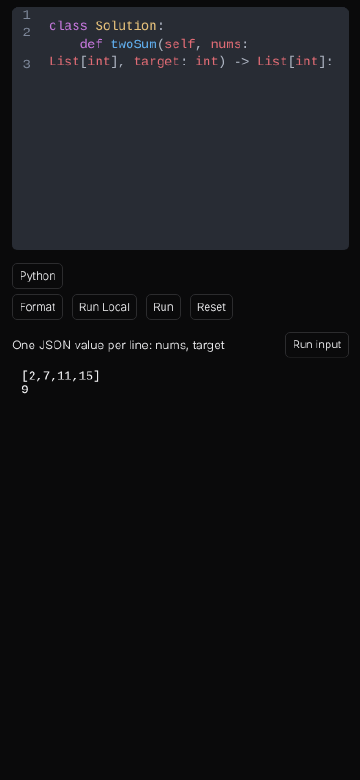 1 class Solution:
2     def twoSum(self, nums:
List[int], target: int) -> List[int]:
3
Python
Format Run Local Run Reset
One JSON value per line: nums, target Run input
[2,7,11,15]
9